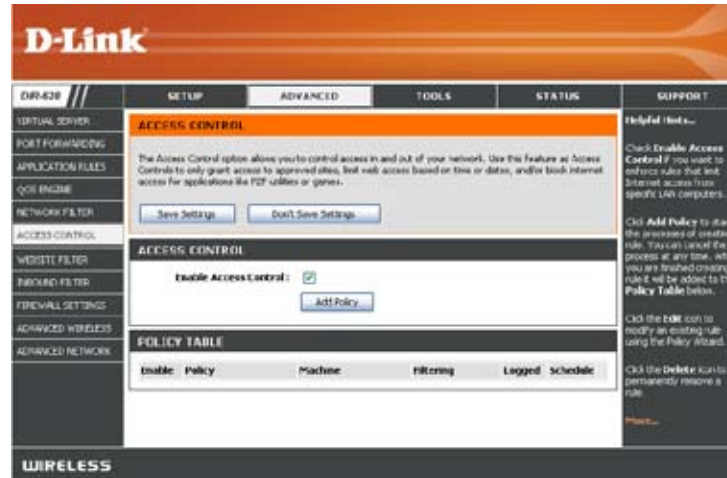 D-Link
DIR-628
SETUP
ADVANCED
TOOLS
STATUS
SUPPORT
VIRTUAL SERVER
PORT FORWARDING
APPLICATION RULES
QOS ENGINE
NETWORK FILTER
ACCESS CONTROL
WEBSITE FILTER
INBOUND FILTER
FIREWALL SETTINGS
ADVANCED WIRELESS
ADVANCED NETWORK
ACCESS CONTROL
The Access Control option allows you to control access in and out of your network. Use this feature as Access
Controls to only grant access to approved sites, limit web access based on time or dates, and/or block internet
access for applications like P2P utilities or games.
Save Settings
Don't Save Settings
ACCESS CONTROL
Enable Access Control :
Add Policy
POLICY TABLE
Enable Policy Machine Filtering Logged Schedule
Helpful Hints...
Check Enable Access
Control if you want to
enforce rules that limit
Internet access from
specific LAN computers.
Click Add Policy to
the processes of
rule. You can cancel the
process at any time.
you are finished creating
rule it will be added to
Policy Table below.
Click the Edit icon to
modify an existing rule
using the Policy Wizard.
Click the Delete icon to
permanently remove a
rule.
More...
WIRELESS